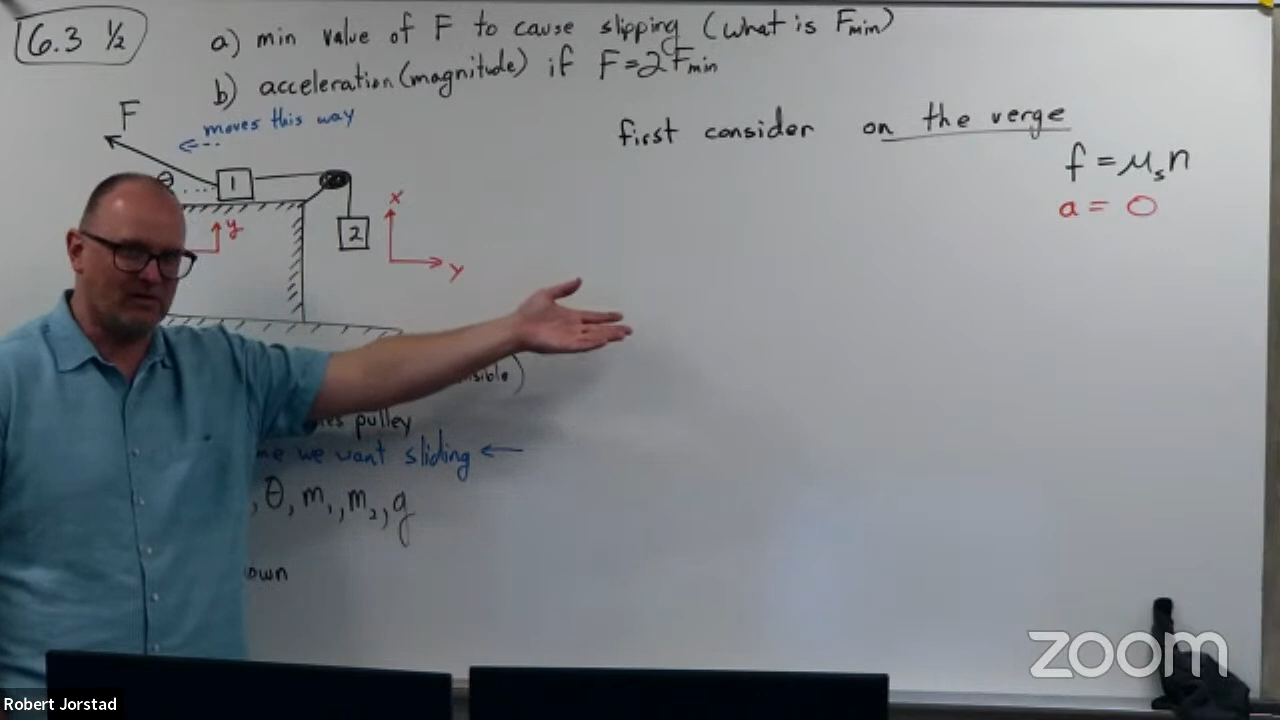 6.3 ½
a) min value of F to cause slipping (what is Fmin)
b) acceleration (magnitude) if F=2Fmin
F
moves this way
first consider on the verge
f = μsn
a = 0
θ
1
2
x
y
y
pulley
we want sliding ←
, θ, m1, m2, g
zoom
Robert Jorstad